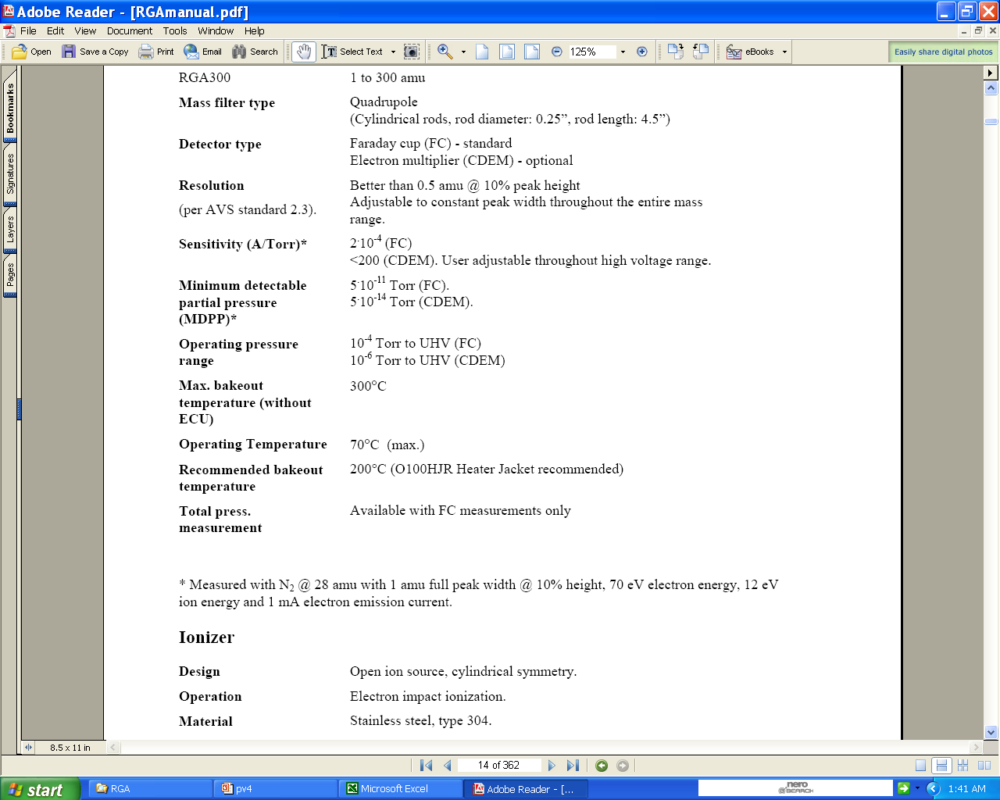 Adobe Reader - [RGAmanual.pdf]
File Edit View Document Tools Window Help
Open Save a Copy Print Email Search Select Text 125% eBooks Easily share digital photos
Bookmarks
Signatures
Layers
Pages
RGA300 1 to 300 amu
Mass filter type Quadrupole
(Cylindrical rods, rod diameter: 0.25”, rod length: 4.5”)
Detector type Faraday cup (FC) - standard
Electron multiplier (CDEM) - optional
Resolution Better than 0.5 amu @ 10% peak height
(per AVS standard 2.3). Adjustable to constant peak width throughout the entire mass
range.
Sensitivity (A/Torr)* 2·10⁻⁴ (FC)
<200 (CDEM). User adjustable throughout high voltage range.
Minimum detectable 5·10⁻¹¹ Torr (FC).
partial pressure 5·10⁻¹⁴ Torr (CDEM).
(MDPP)*
Operating pressure 10⁻⁴ Torr to UHV (FC)
range 10⁻⁶ Torr to UHV (CDEM)
Max. bakeout 300°C
temperature (without
ECU)
Operating Temperature 70°C (max.)
Recommended bakeout 200°C (O100HJR Heater Jacket recommended)
temperature
Total press. Available with FC measurements only
measurement
* Measured with N₂ @ 28 amu with 1 amu full peak width @ 10% height, 70 eV electron energy, 12 eV
ion energy and 1 mA electron emission current.
Ionizer
Design Open ion source, cylindrical symmetry.
Operation Electron impact ionization.
Material Stainless steel, type 304.
8.5 x 11 in
14 of 362
start RGA pv4 Microsoft Excel Adobe Reader - [... nero SEARCH 1:41 AM